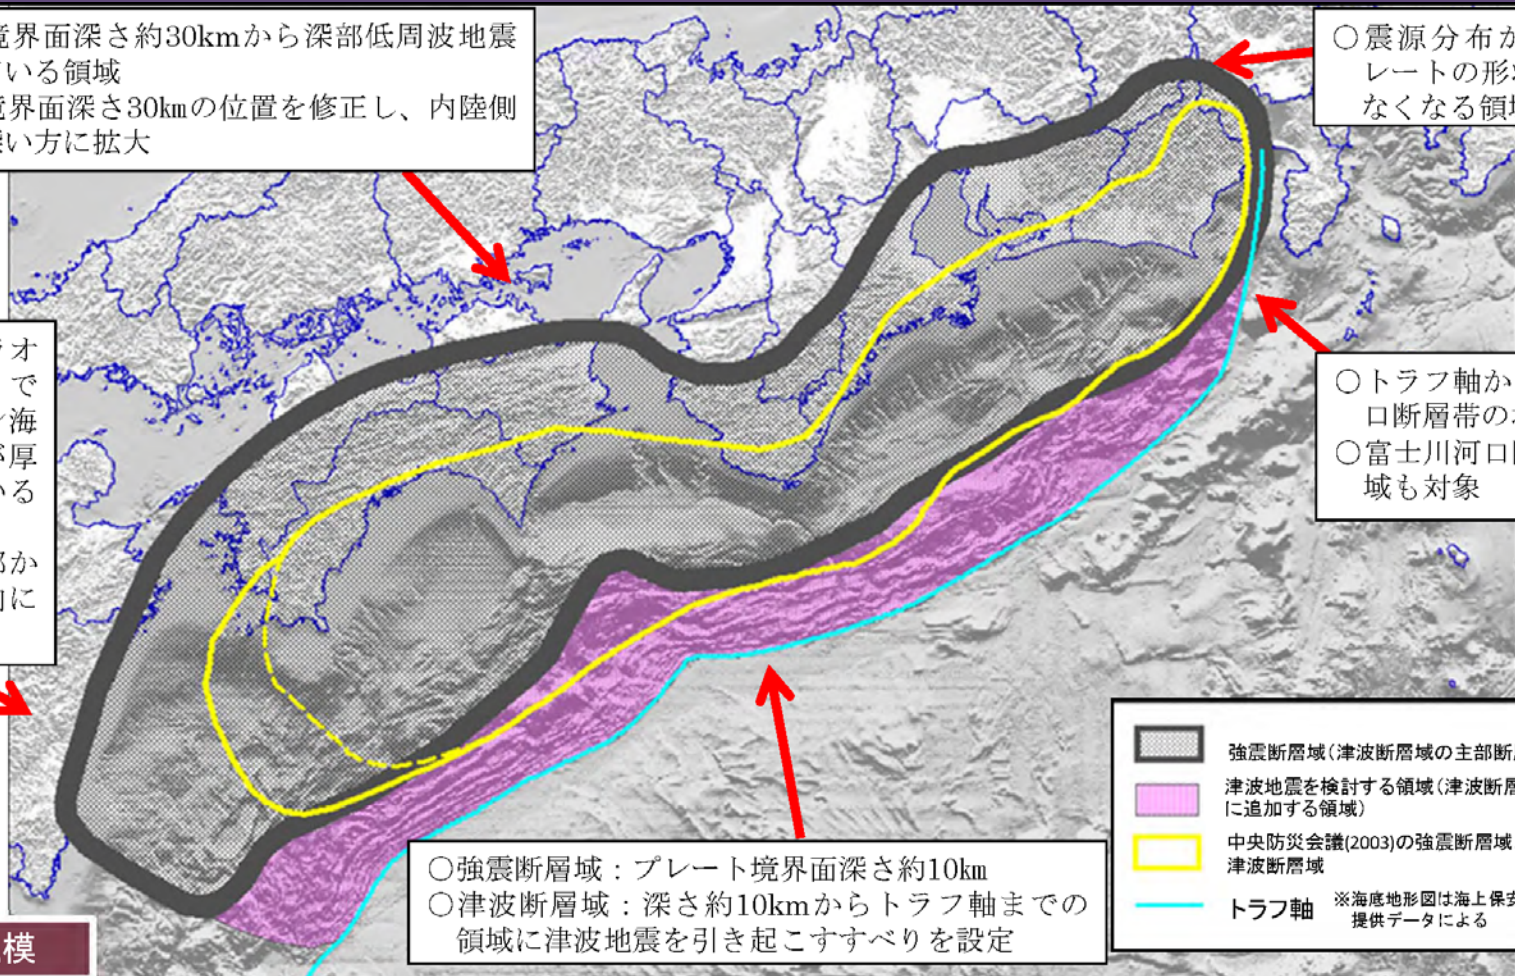 境界面深さ約30kmから深部低周波地震
いる領域
境界面深さ30kmの位置を修正し、内陸側
い方に拡大
○震源分布か
レートの形状
なくなる領域
オ
で
海
厚
いる
部か
に
○トラフ軸か
口断層帯の
○富士川河口
域も対象
○強震断層域：プレート境界面深さ約10km
○津波断層域：深さ約10kmからトラフ軸までの
領域に津波地震を引き起こすすべりを設定
強震断層域(津波断層域の主部断
津波地震を検討する領域(津波断層
に追加する領域)
中央防災会議(2003)の強震断層域
津波断層域
トラフ軸
※海底地形図は海上保安
提供データによる
模